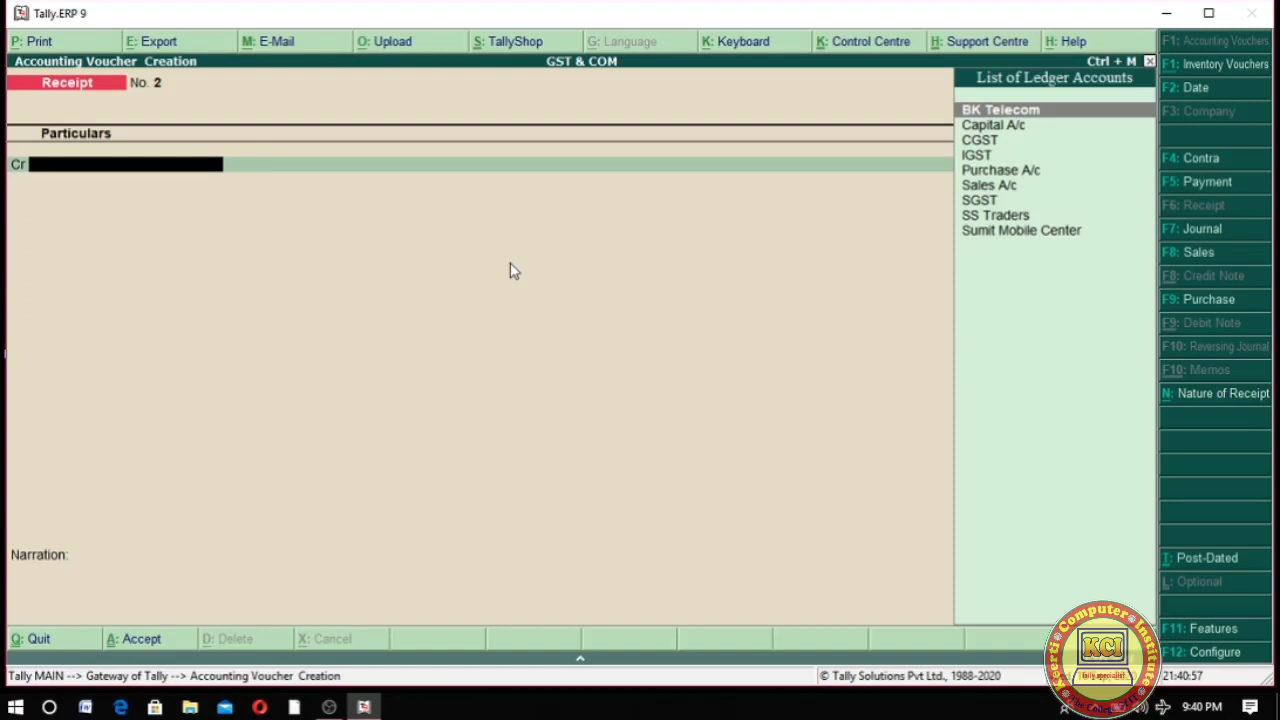 Tally.ERP 9
P: Print
E: Export
M: E-Mail
O: Upload
S: TallyShop
G: Language
K: Keyboard
K: Control Centre
H: Support Centre
H: Help
Accounting Voucher Creation
GST & COM
Ctrl + M
Receipt No. 2
Particulars
Cr
Narration:
List of Ledger Accounts
BK Telecom
Capital A/c
CGST
IGST
Purchase A/c
Sales A/c
SGST
SS Traders
Sumit Mobile Center
F1: Accounting Vouchers
F1: Inventory Vouchers
F2: Date
F3: Company
F4: Contra
F5: Payment
F6: Receipt
F7: Journal
F8: Sales
F8: Credit Note
F9: Purchase
F9: Debit Note
F10: Reversing Journal
F10: Memos
N: Nature of Receipt
T: Post-Dated
L: Optional
F11: Features
F12: Configure
Q: Quit
A: Accept
D: Delete
X: Cancel
Tally MAIN --> Gateway of Tally --> Accounting Voucher Creation
© Tally Solutions Pvt Ltd., 1988-2020
21:40:57
Keerti Computer Institute
KCI
9:40 PM